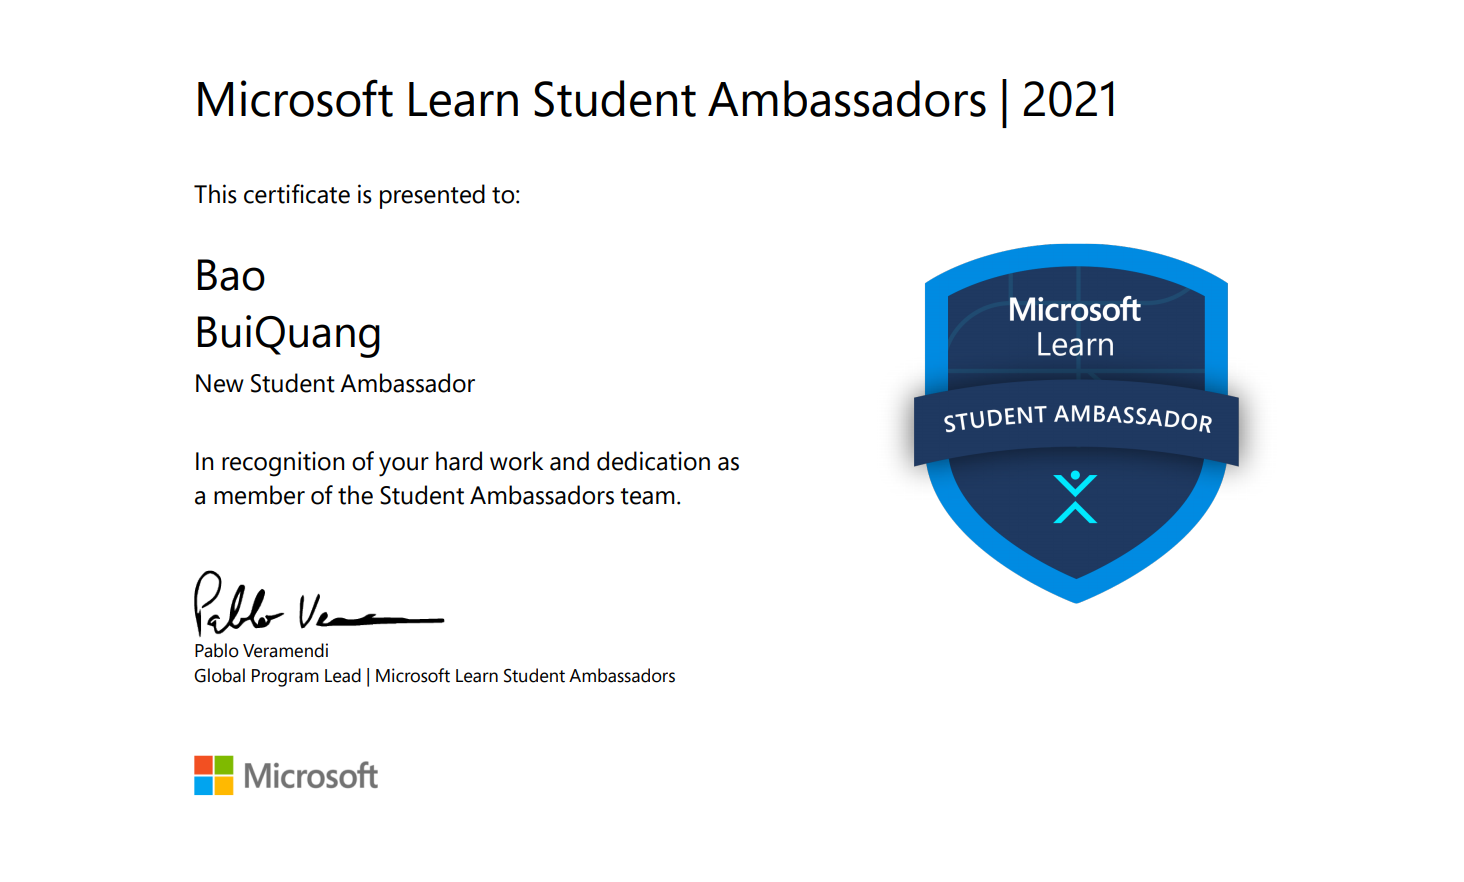 Microsoft Learn Student Ambassadors | 2021
This certificate is presented to:
Bao
BuiQuang
New Student Ambassador
In recognition of your hard work and dedication as
a member of the Student Ambassadors team.
Pablo Veramendi
Global Program Lead | Microsoft Learn Student Ambassadors
Microsoft
Microsoft
Learn
STUDENT AMBASSADOR